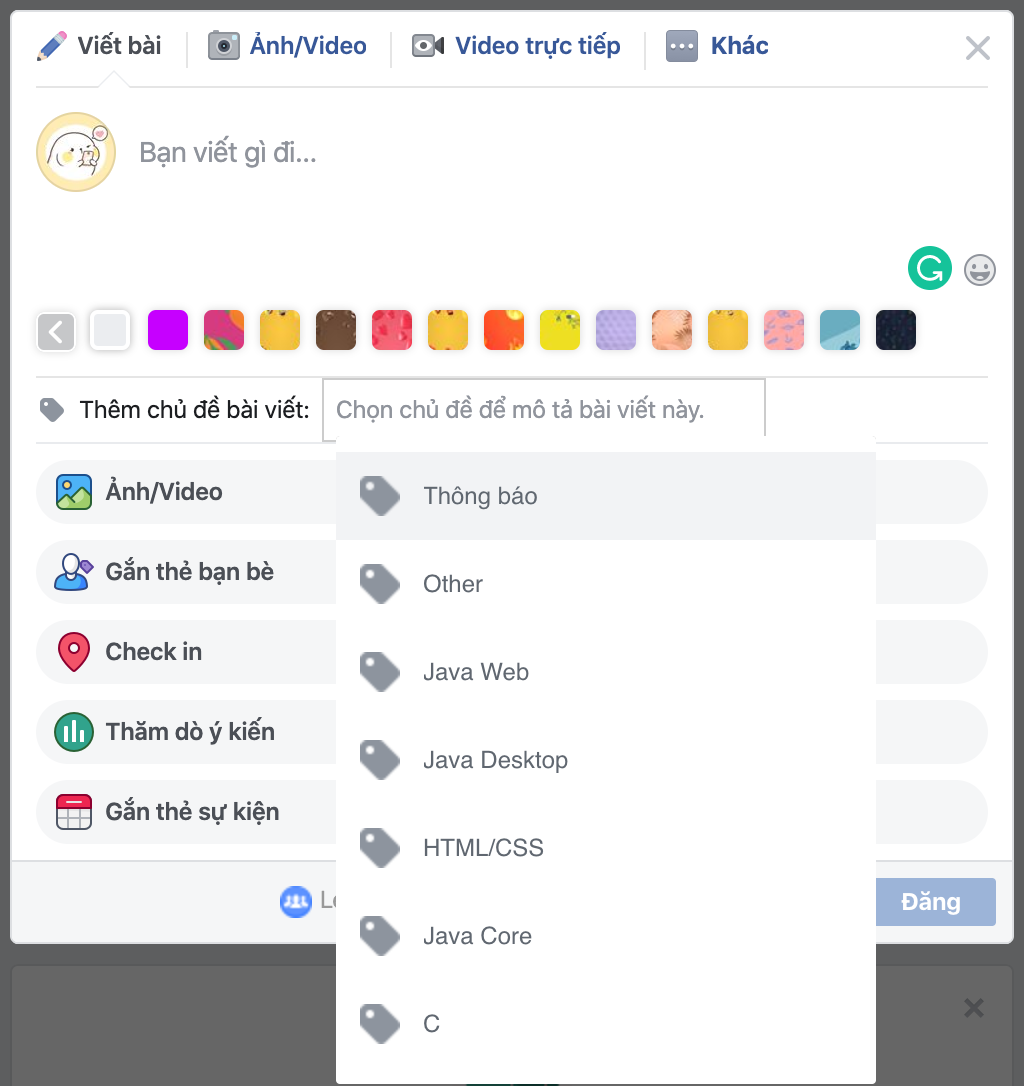 Viết bài
Ảnh/Video
Video trực tiếp
Khác
Bạn viết gì đi...
Thêm chủ đề bài viết:
Chọn chủ đề để mô tả bài viết này.
Ảnh/Video
Gắn thẻ bạn bè
Check in
Thăm dò ý kiến
Gắn thẻ sự kiện
Thông báo
Other
Java Web
Java Desktop
HTML/CSS
Java Core
C
Đăng